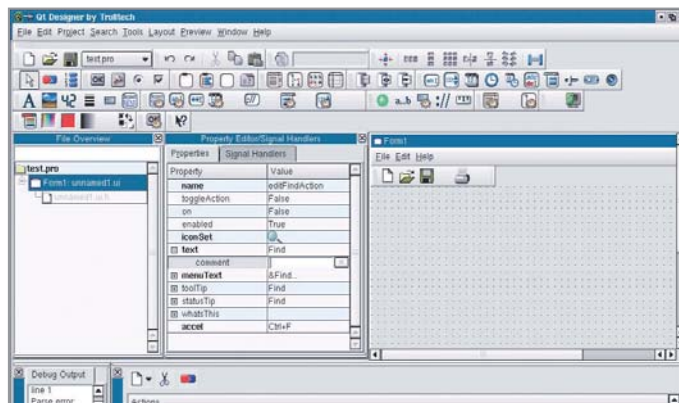 Qt Designer by Trolltech
File Edit Project Search Tools Layout Preview Window Help
test.pro
File Overview
test.pro
Form1: unnamed1.ui
unnamed1.ui.h
Property Editor/Signal Handlers
Properties Signal Handlers
Property Value
name editFindAction
toggleAction False
on False
enabled True
iconSet
text Find
comment
menuText &Find...
toolTip Find
statusTip Find
whatsThis
accel Ctrl+F
Form1
File Edit Help
Debug Output
line 1
Parse error
Actions